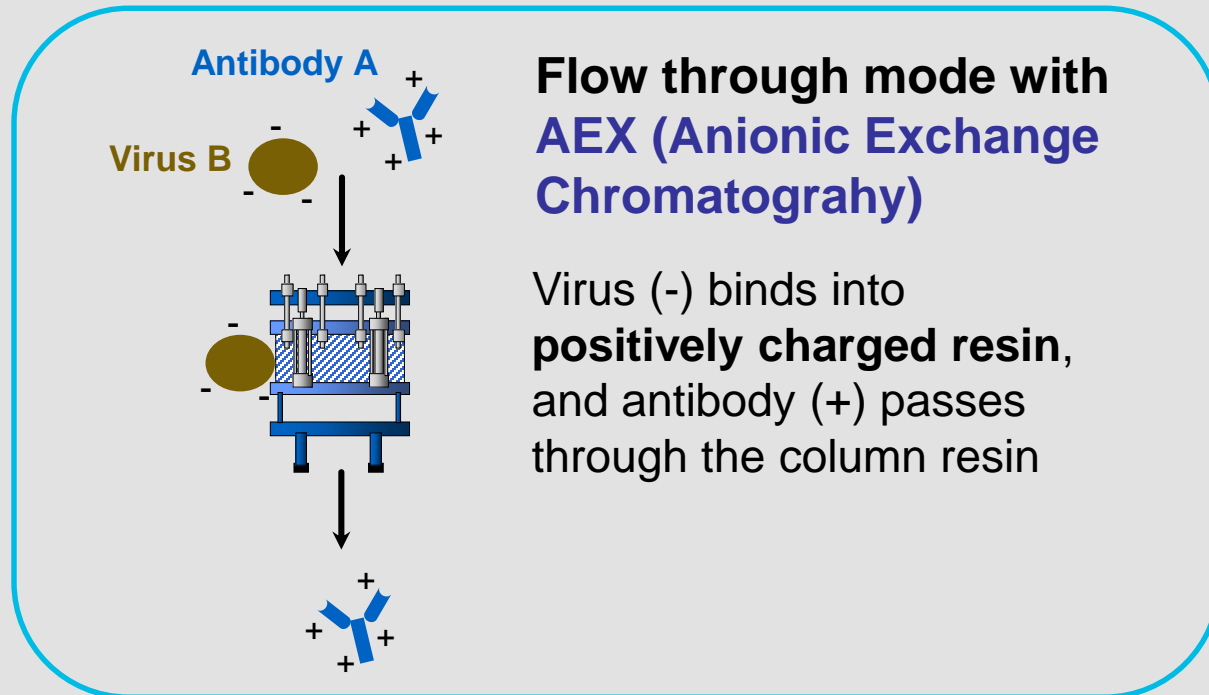 Antibody A
Virus B
Flow through mode with
AEX (Anionic Exchange
Chromatograhy)
Virus (-) binds into
positively charged resin,
and antibody (+) passes
through the column resin